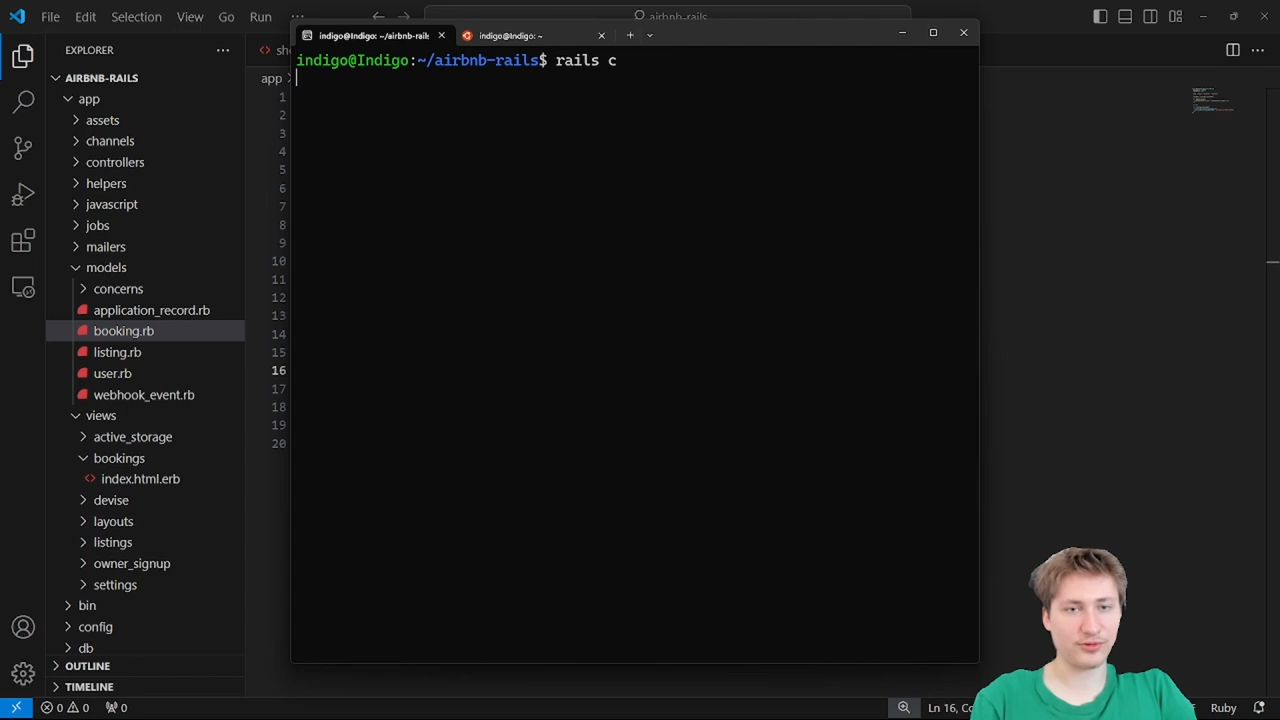 File Edit Selection View Go Run ···
airbnb-rails
EXPLORER
AIRBNB-RAILS
app
assets
channels
controllers
helpers
javascript
jobs
mailers
models
concerns
application_record.rb
booking.rb
listing.rb
user.rb
webhook_event.rb
views
active_storage
bookings
index.html.erb
devise
layouts
listings
owner_signup
settings
bin
config
db
OUTLINE
TIMELINE
app
1
2
3
4
5
6
7
8
9
10
11
12
13
14
15
16
17
18
19
20
indigo@Indigo: ~/airbnb-rails
indigo@Indigo: ~
indigo@Indigo:~/airbnb-rails$ rails c
0 0 0
Ln 16,
Ruby